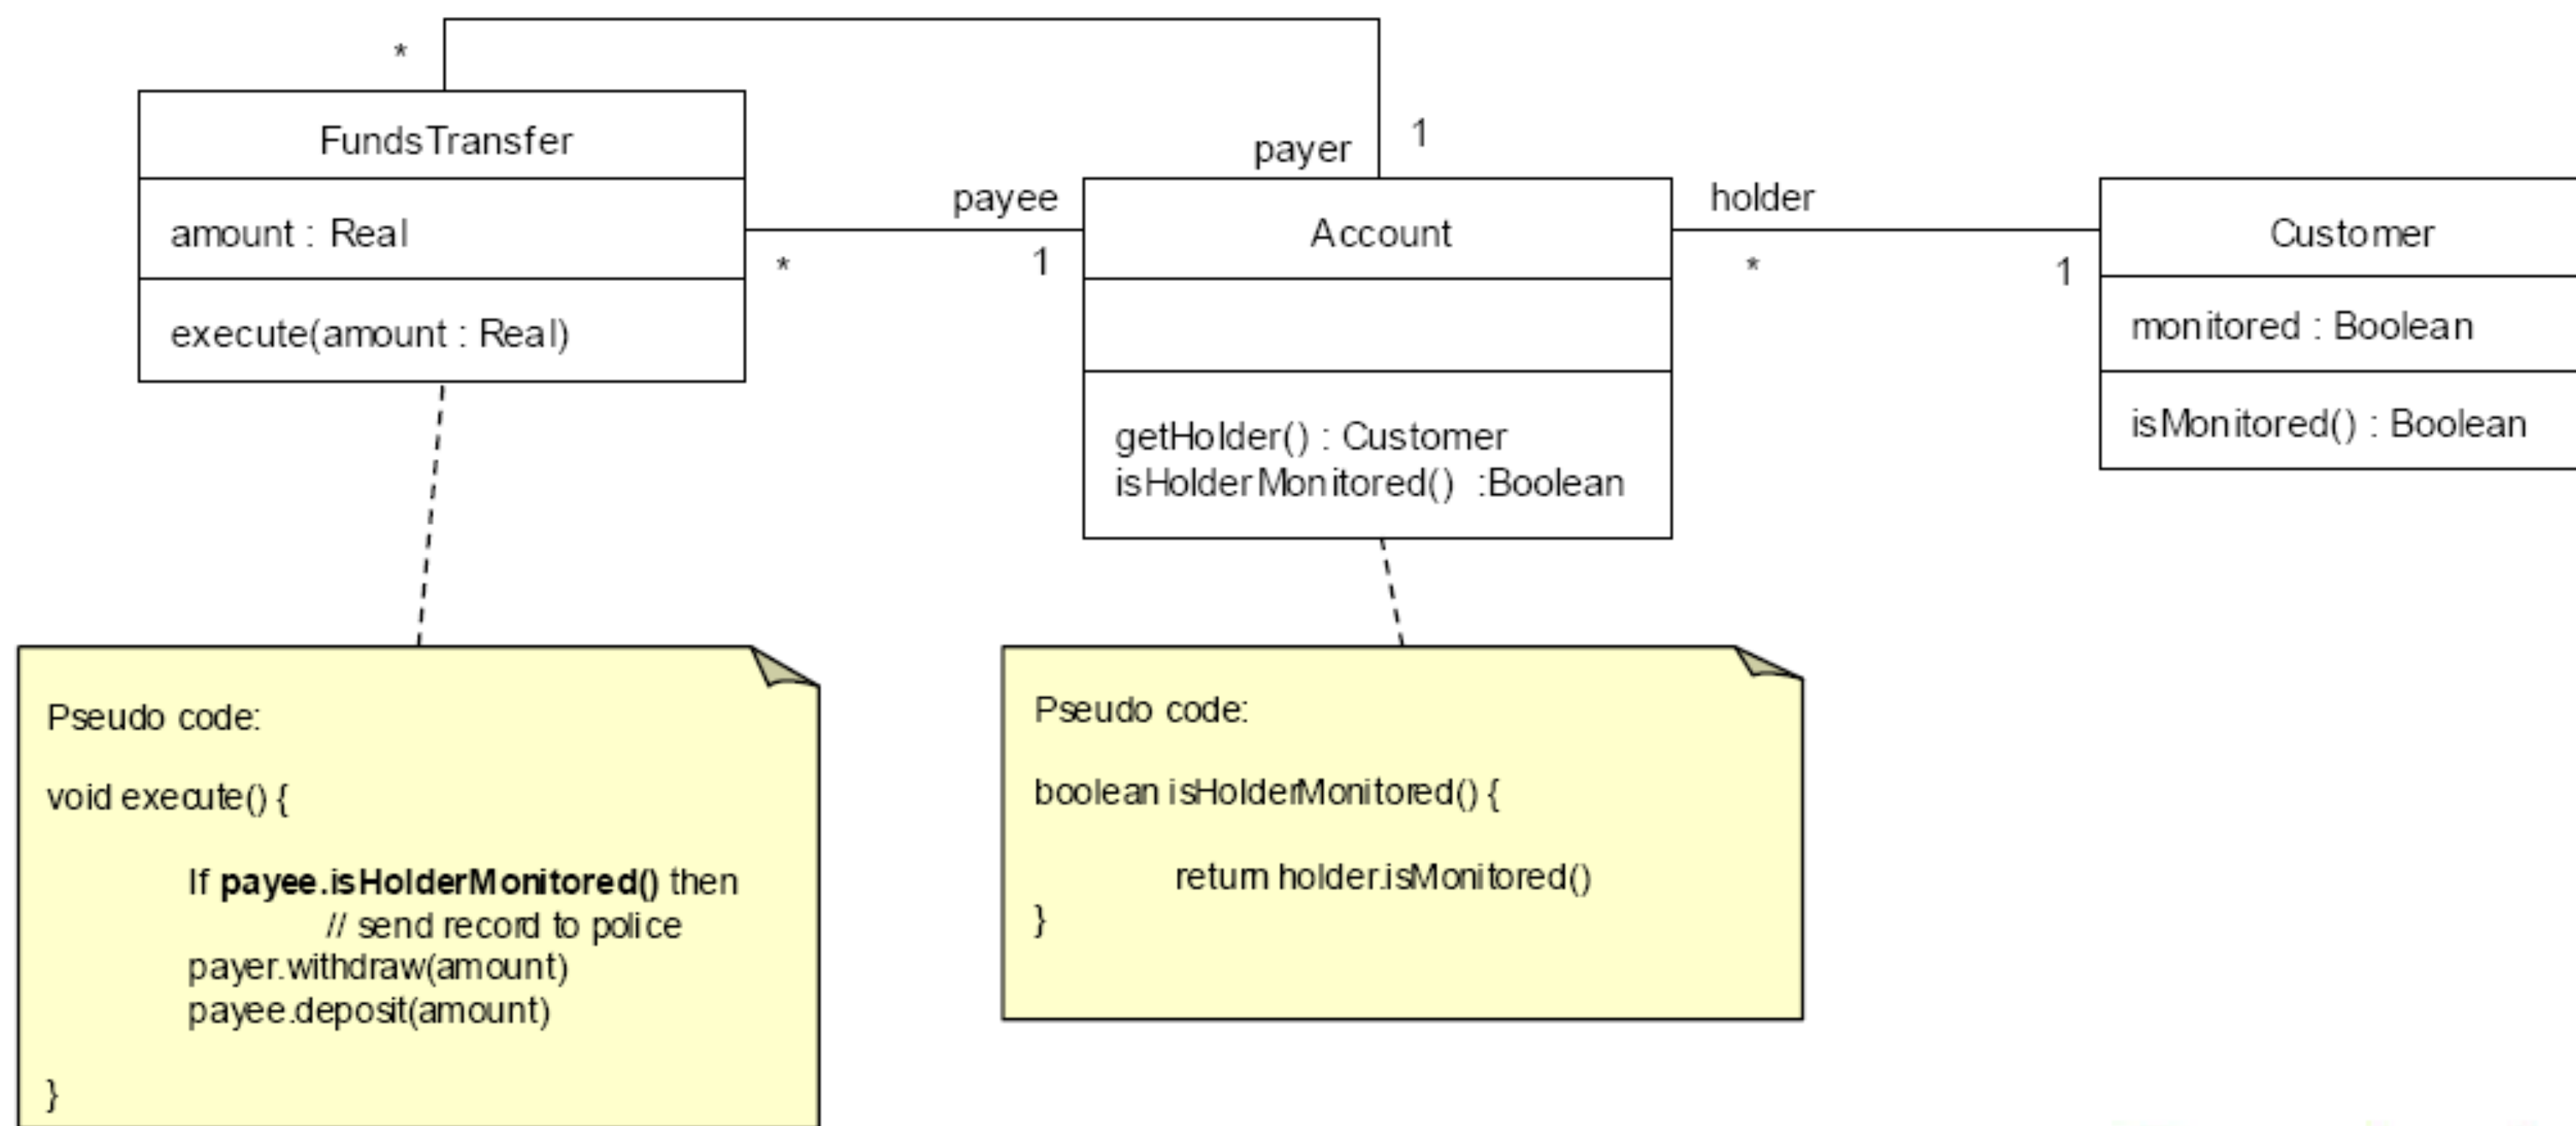 *
FundsTransfer
amount : Real
execute(amount : Real)
payee
*
1
payer
1
Account
getHolder() : Customer
isHolderMonitored() :Boolean
holder
*
1
Customer
monitored : Boolean
isMonitored() : Boolean
Pseudo code:
void execute() {
If payee.isHolderMonitored() then
// send record to police
payer.withdraw(amount)
payee.deposit(amount)
}
Pseudo code:
boolean isHolderMonitored() {
return holder.isMonitored()
}